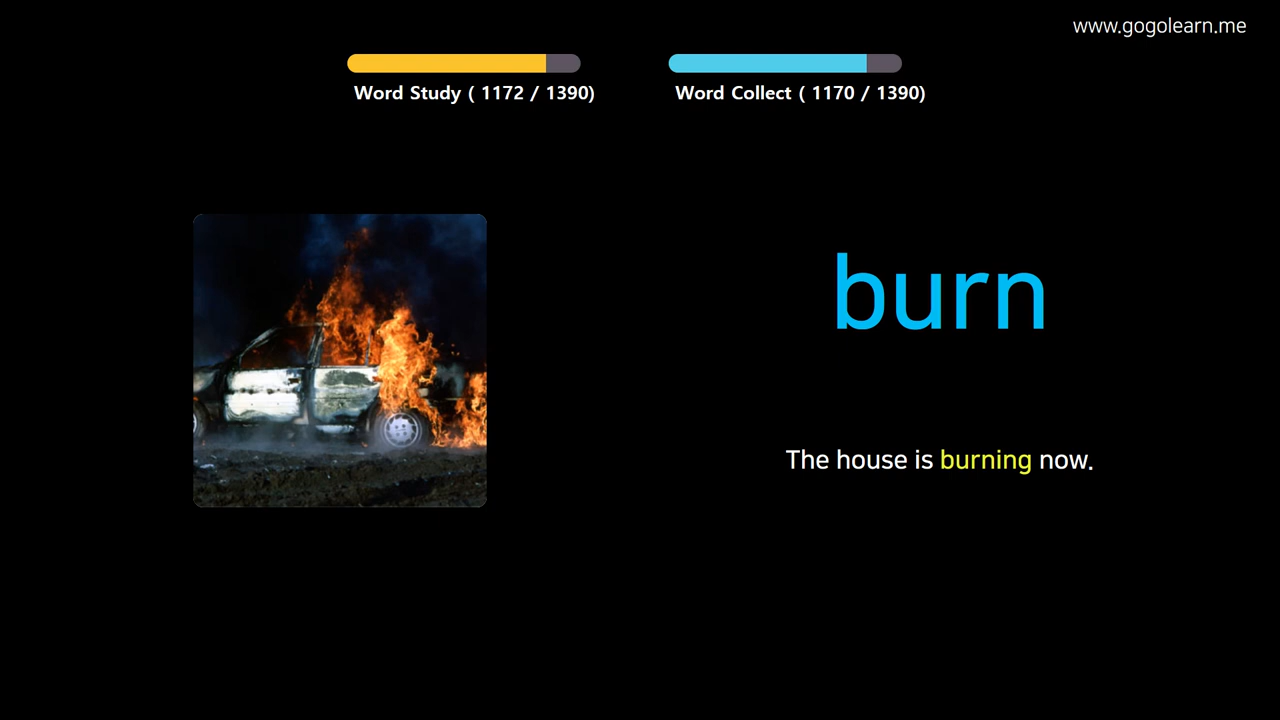 www.gogolearn.me
Word Study ( 1172 / 1390)
Word Collect ( 1170 / 1390)
burn
The house is burning now.